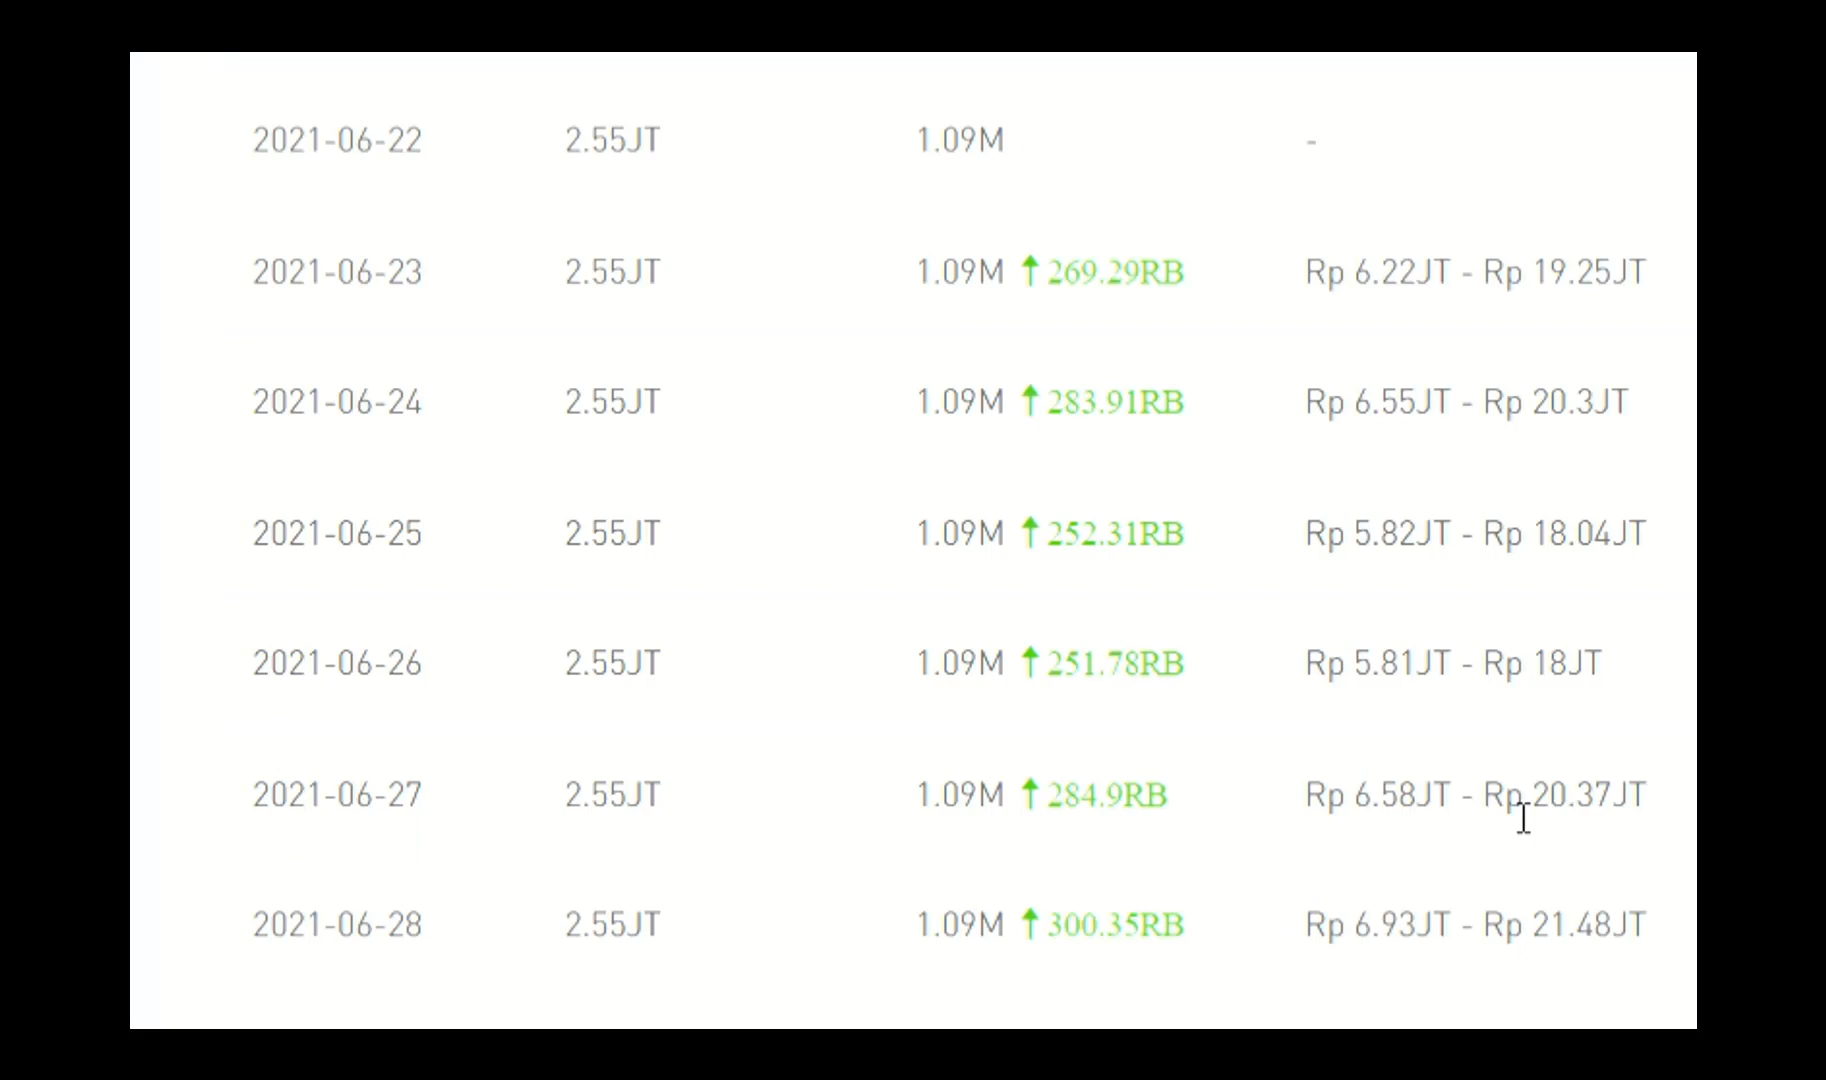 2021-06-22 2.55JT 1.09M -
2021-06-23 2.55JT 1.09M ↑ 269.29RB Rp 6.22JT - Rp 19.25JT
2021-06-24 2.55JT 1.09M ↑ 283.91RB Rp 6.55JT - Rp 20.3JT
2021-06-25 2.55JT 1.09M ↑ 252.31RB Rp 5.82JT - Rp 18.04JT
2021-06-26 2.55JT 1.09M ↑ 251.78RB Rp 5.81JT - Rp 18JT
2021-06-27 2.55JT 1.09M ↑ 284.9RB Rp 6.58JT - Rp 20.37JT
2021-06-28 2.55JT 1.09M ↑ 300.35RB Rp 6.93JT - Rp 21.48JT